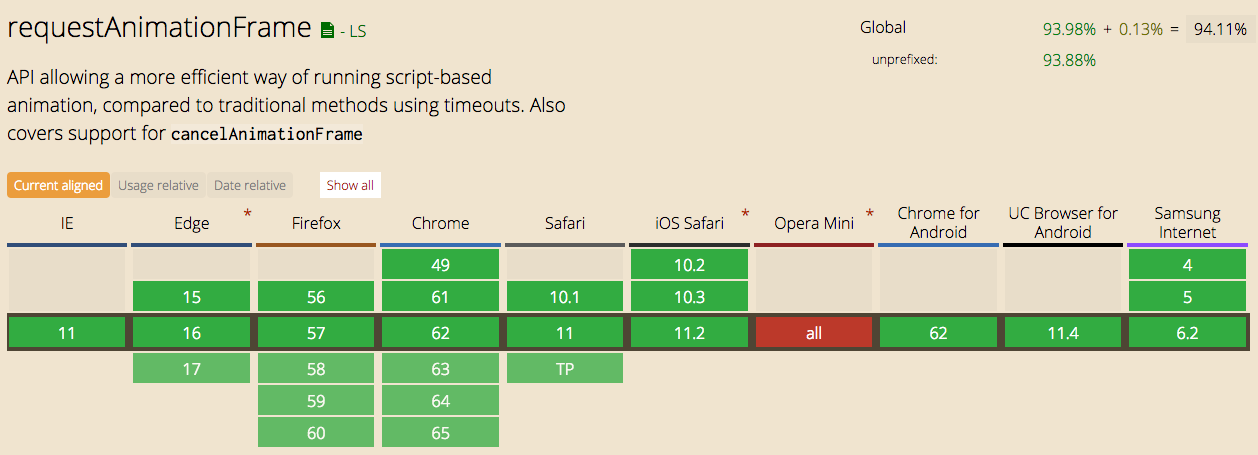 requestAnimationFrame - LS
Global 93.98% + 0.13% = 94.11%
unprefixed: 93.88%
API allowing a more efficient way of running script-based
animation, compared to traditional methods using timeouts. Also
covers support for cancelAnimationFrame
Current aligned Usage relative Date relative Show all
IE Edge * Firefox Chrome Safari iOS Safari * Opera Mini * Chrome for Android UC Browser for Android Samsung Internet
49 10.2 4
15 56 61 10.1 10.3 5
11 16 57 62 11 11.2 all 62 11.4 6.2
17 58 63 TP
59 64
60 65